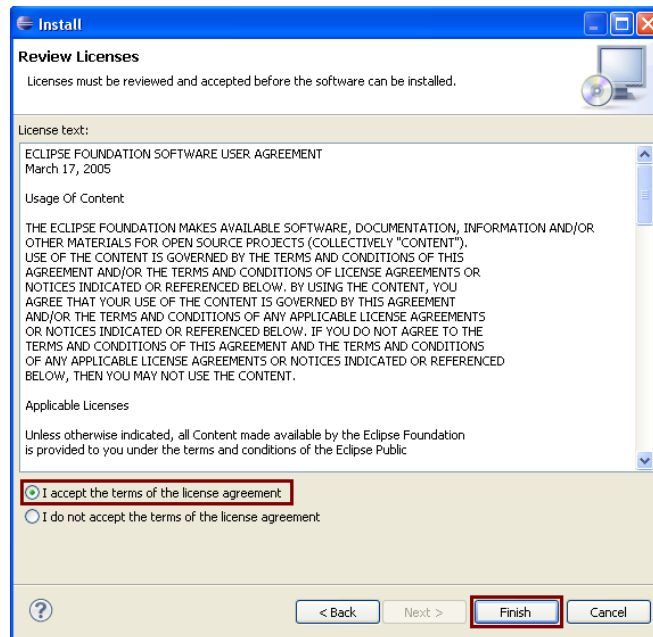 Install
Review Licenses
Licenses must be reviewed and accepted before the software can be installed.
License text:
ECLIPSE FOUNDATION SOFTWARE USER AGREEMENT
March 17, 2005
Usage Of Content
THE ECLIPSE FOUNDATION MAKES AVAILABLE SOFTWARE, DOCUMENTATION, INFORMATION AND/OR
OTHER MATERIALS FOR OPEN SOURCE PROJECTS (COLLECTIVELY "CONTENT").
USE OF THE CONTENT IS GOVERNED BY THE TERMS AND CONDITIONS OF THIS
AGREEMENT AND/OR THE TERMS AND CONDITIONS OF LICENSE AGREEMENTS OR
NOTICES INDICATED OR REFERENCED BELOW. BY USING THE CONTENT, YOU
AGREE THAT YOUR USE OF THE CONTENT IS GOVERNED BY THIS AGREEMENT
AND/OR THE TERMS AND CONDITIONS OF ANY APPLICABLE LICENSE AGREEMENTS
OR NOTICES INDICATED OR REFERENCED BELOW. IF YOU DO NOT AGREE TO THE
TERMS AND CONDITIONS OF THIS AGREEMENT AND THE TERMS AND CONDITIONS
OF ANY APPLICABLE LICENSE AGREEMENTS OR NOTICES INDICATED OR REFERENCED
BELOW, THEN YOU MAY NOT USE THE CONTENT.
Applicable Licenses
Unless otherwise indicated, all Content made available by the Eclipse Foundation
is provided to you under the terms and conditions of the Eclipse Public
I accept the terms of the license agreement
I do not accept the terms of the license agreement
? < Back Next > Finish Cancel